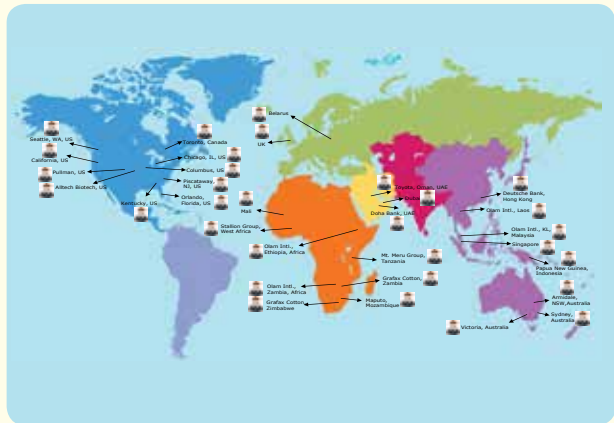 Belarus
UK
Seattle, WA, US
Toronto, Canada
California, US
Chicago, IL, US
Pullman, US
Columbus, US
Alltech Biotech, US
Piscataway,
NJ, US
Orlando,
Florida, US
Kentucky, US
Mali
Stallion Group,
West Africa
Olam Intl.,
Ethiopia, Africa
Toyota, Oman, UAE
Dubai
Doha Bank, UAE
Deutsche Bank,
Hong Kong
Olam Intl., Laos
Olam Intl., KL,
Malaysia
Singapore
Mt. Meru Group,
Tanzania
Papua New Guinea,
Indonesia
Grafax Cotton,
Zambia
Olam Intl.,
Zambia, Africa
Grafax Cotton,
Zimbabwe
Maputo,
Mozambique
Armidale,
NSW,Australia
Sydney,
Australia
Victoria, Australia